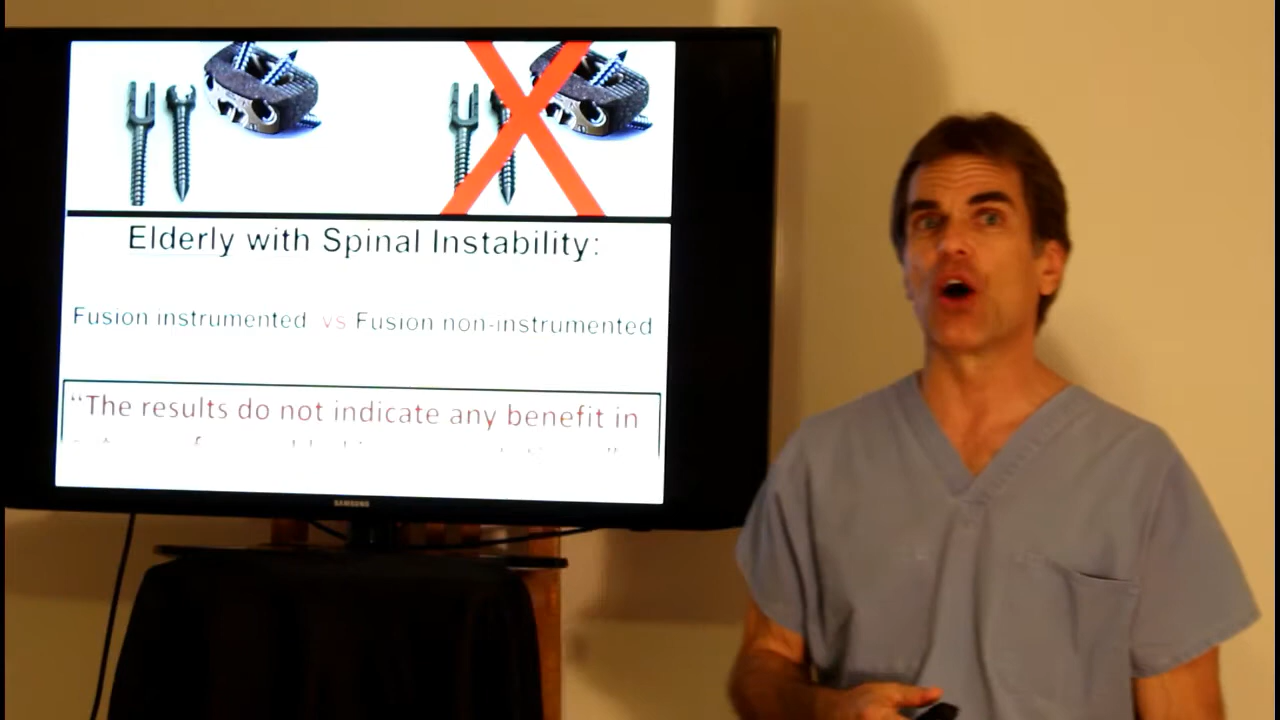 Elderly with Spinal Instability:
Fusion instrumented vs Fusion non-instrumented
“The results do not indicate any benefit in
SAMSUNG